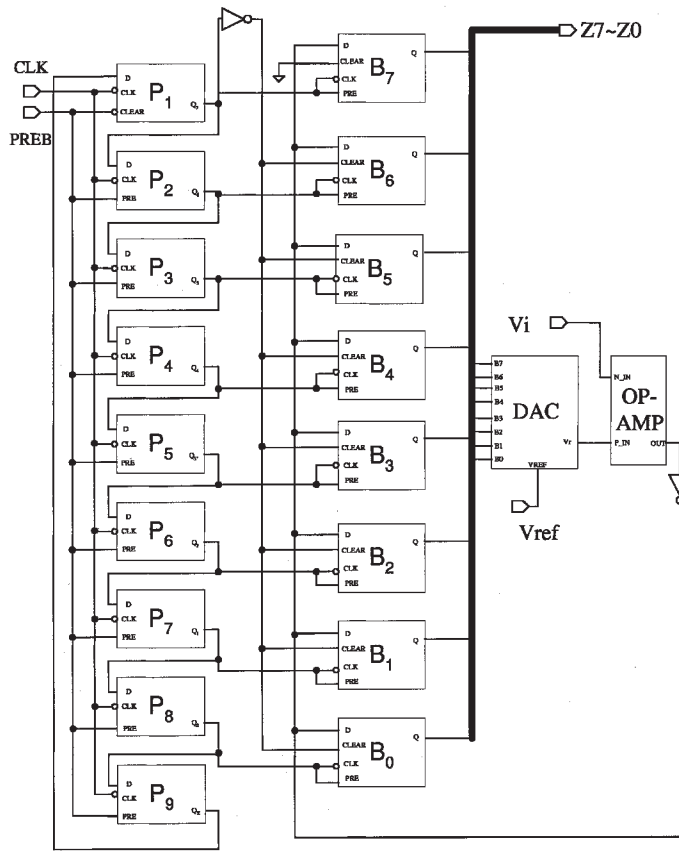 Z7~Z0
CLK
PREB
D
CLK
CLEAR
P1
D
CLK
PRE
P2
D
CLK
PRE
P3
D
CLK
PRE
P4
D
CLK
PRE
P5
D
CLK
PRE
P6
D
CLK
PRE
P7
D
CLK
PRE
P8
D
CLK
PRE
P9
D
CLEAR
CLK
PRE
B7
Q
D
CLEAR
CLK
PRE
B6
Q
D
CLEAR
CLK
PRE
B5
Q
D
CLEAR
CLK
PRE
B4
Q
D
CLEAR
CLK
PRE
B3
Q
D
CLEAR
CLK
PRE
B2
Q
D
CLEAR
CLK
PRE
B1
Q
D
CLEAR
CLK
PRE
B0
Q
Vi
B7
B6
B5
B4
B3
B2
B1
B0
DAC
Vr
VREF
Vref
N_IN
OP-
AMP
P_IN
OUT